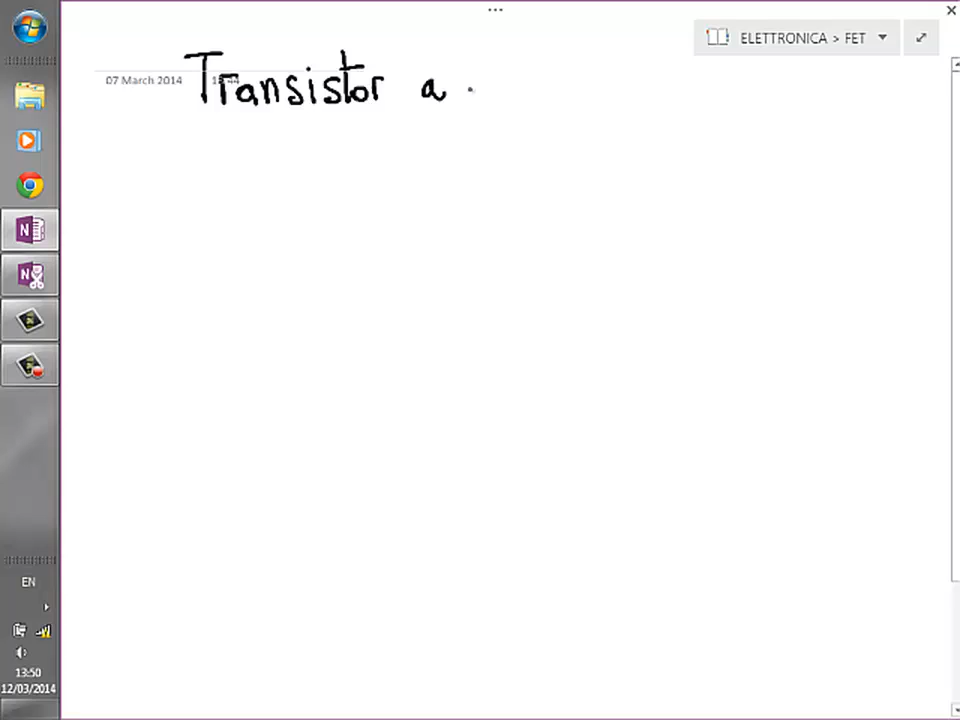 ELETTRONICA > FET
07 March 2014
Transistor a
EN
13:50
12/03/2014